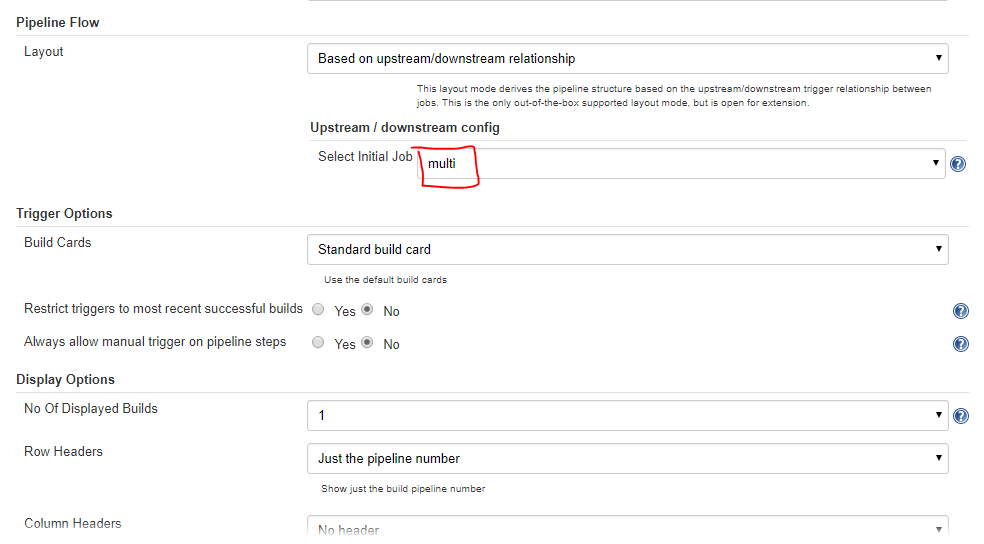 Pipeline Flow
Layout
Based on upstream/downstream relationship
This layout mode derives the pipeline structure based on the upstream/downstream trigger relationship between
jobs. This is the only out-of-the-box supported layout mode, but is open for extension.
Upstream / downstream config
Select Initial Job
multi
Trigger Options
Build Cards
Standard build card
Use the default build cards
Restrict triggers to most recent successful builds Yes No
Always allow manual trigger on pipeline steps Yes No
Display Options
No Of Displayed Builds
1
Row Headers
Just the pipeline number
Show just the build pipeline number
Column Headers
No header